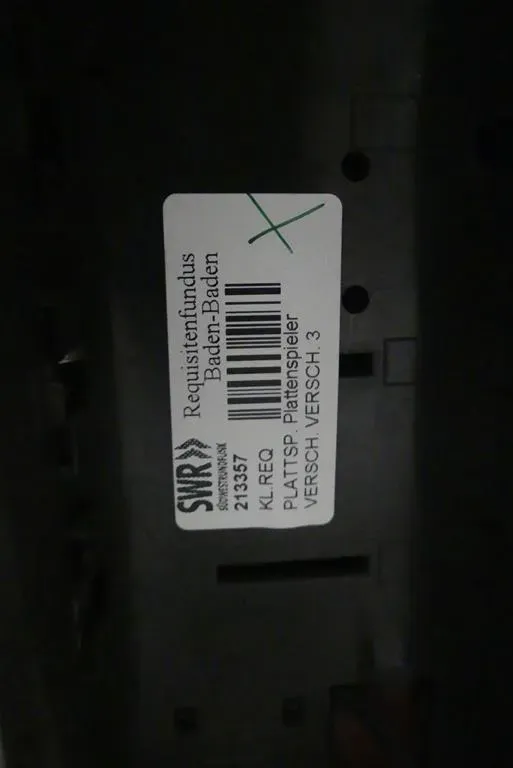 SWR
SÜDWESTRUNDFUNK
Requisitenfundus
Baden-Baden
213357
KL.REQ
PLATTSP. Plattenspieler
VERSCH. VERSCH. 3